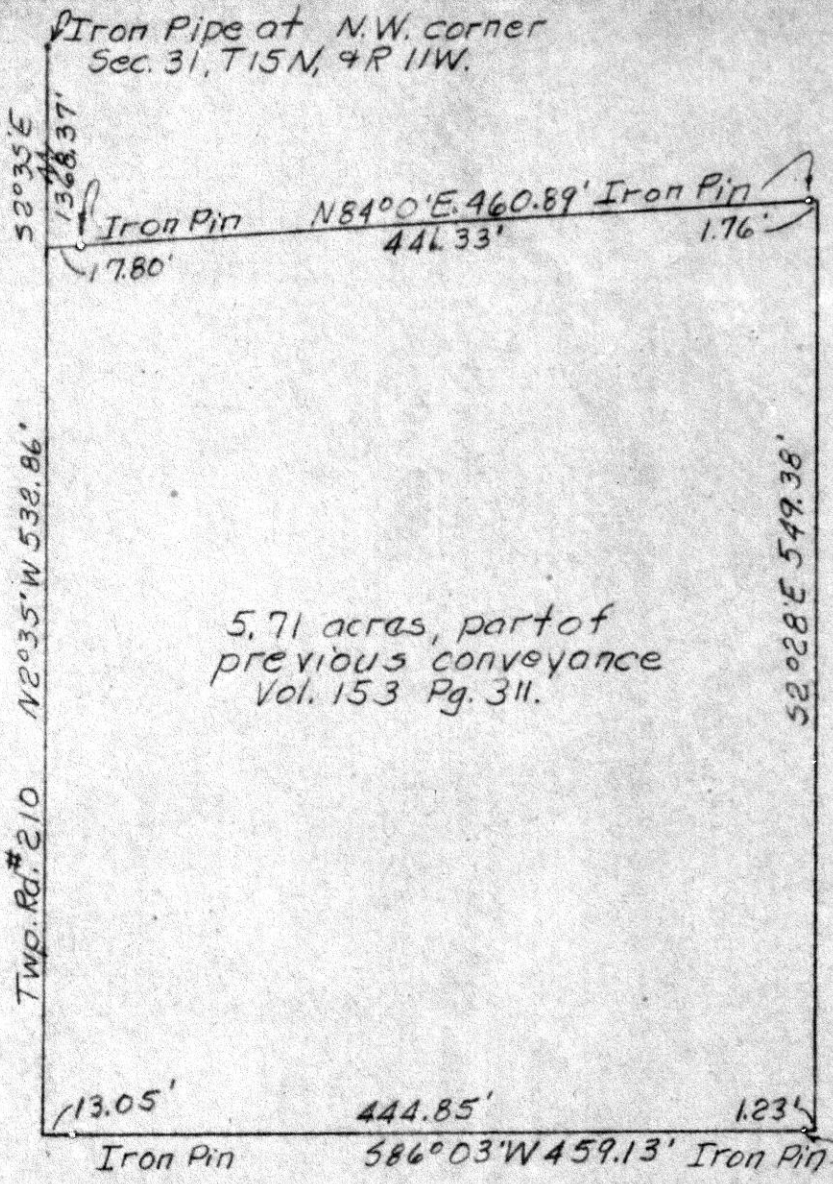 Iron Pipe at N.W. corner
Sec. 31, T15N, & R 11W.
S2°35'E
1368.37'
Iron Pin
N84°0'E. 460.89' Iron Pin
441.33'
1.76'
17.80'
N2°35'W 532.86'
S2°28'E 549.38'
5.71 acres, part of
previous conveyance
Vol. 153 Pg. 311.
Twp. Rd. #210
13.05'
444.85'
1.23'
Iron Pin
S86°03'W 459.13' Iron Pin